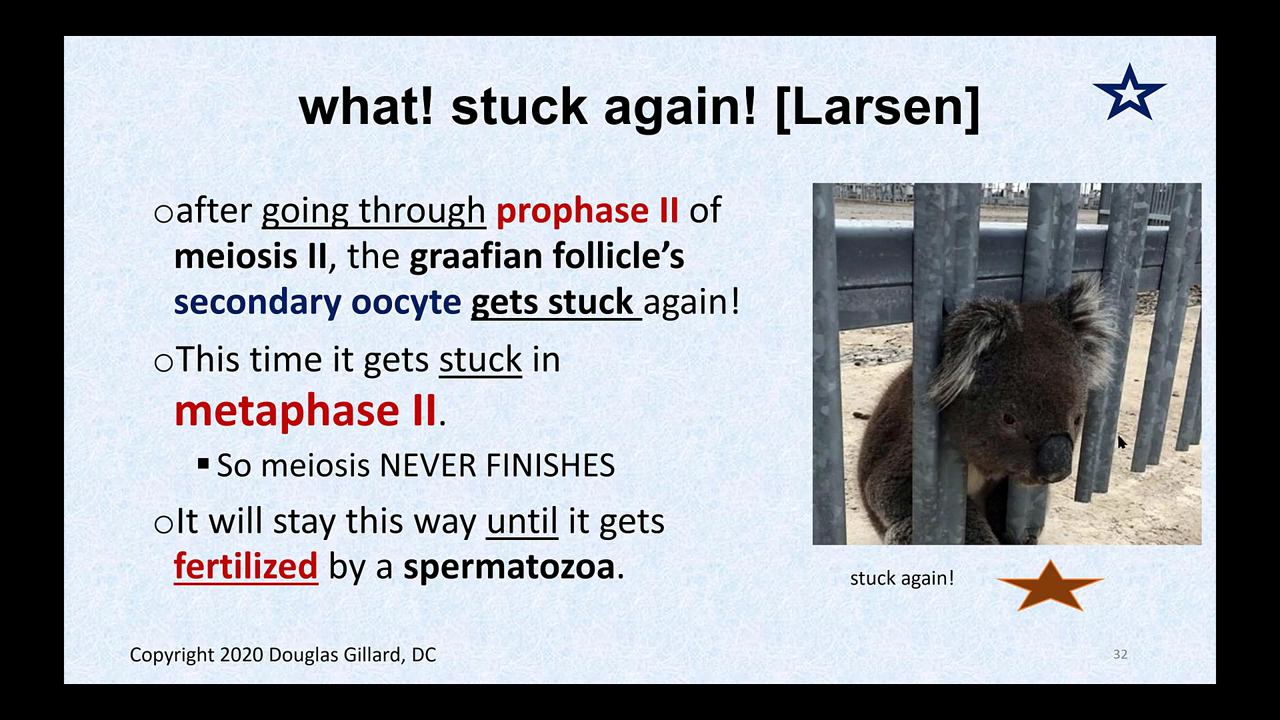 what! stuck again! [Larsen]
oafter going through prophase II of
meiosis II, the graafian follicle’s
secondary oocyte gets stuck again!
oThis time it gets stuck in
metaphase II.
▪ So meiosis NEVER FINISHES
oIt will stay this way until it gets
fertilized by a spermatozoa.
stuck again!
Copyright 2020 Douglas Gillard, DC
32